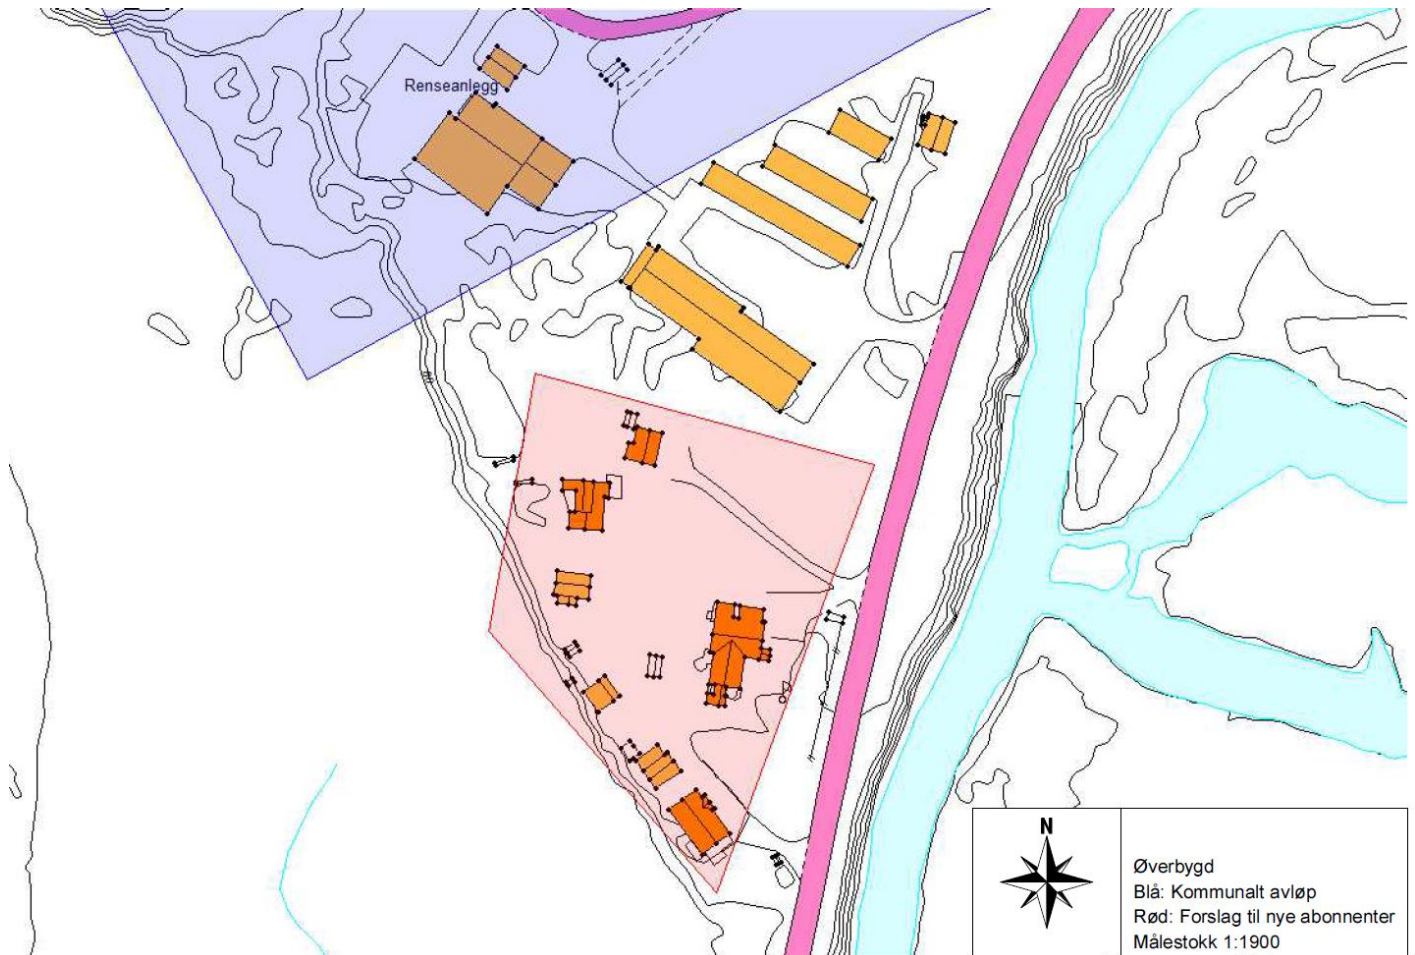 Renseanlegg
N
Øverbygd
Blå: Kommunalt avløp
Rød: Forslag til nye abonnenter
Målestokk 1:1900